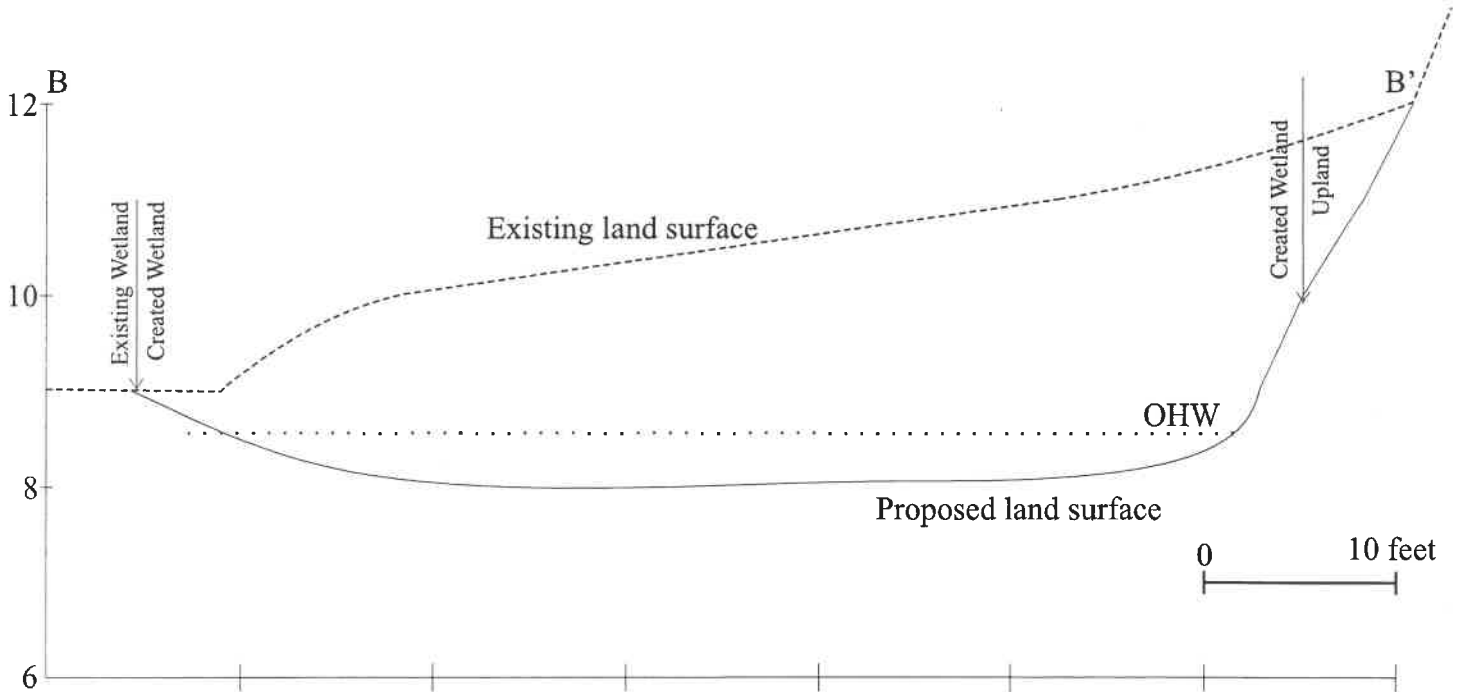 B
B’
12
10
8
6
Existing Wetland
Created Wetland
Existing land surface
Created Wetland
Upland
OHW
Proposed land surface
0 10 feet